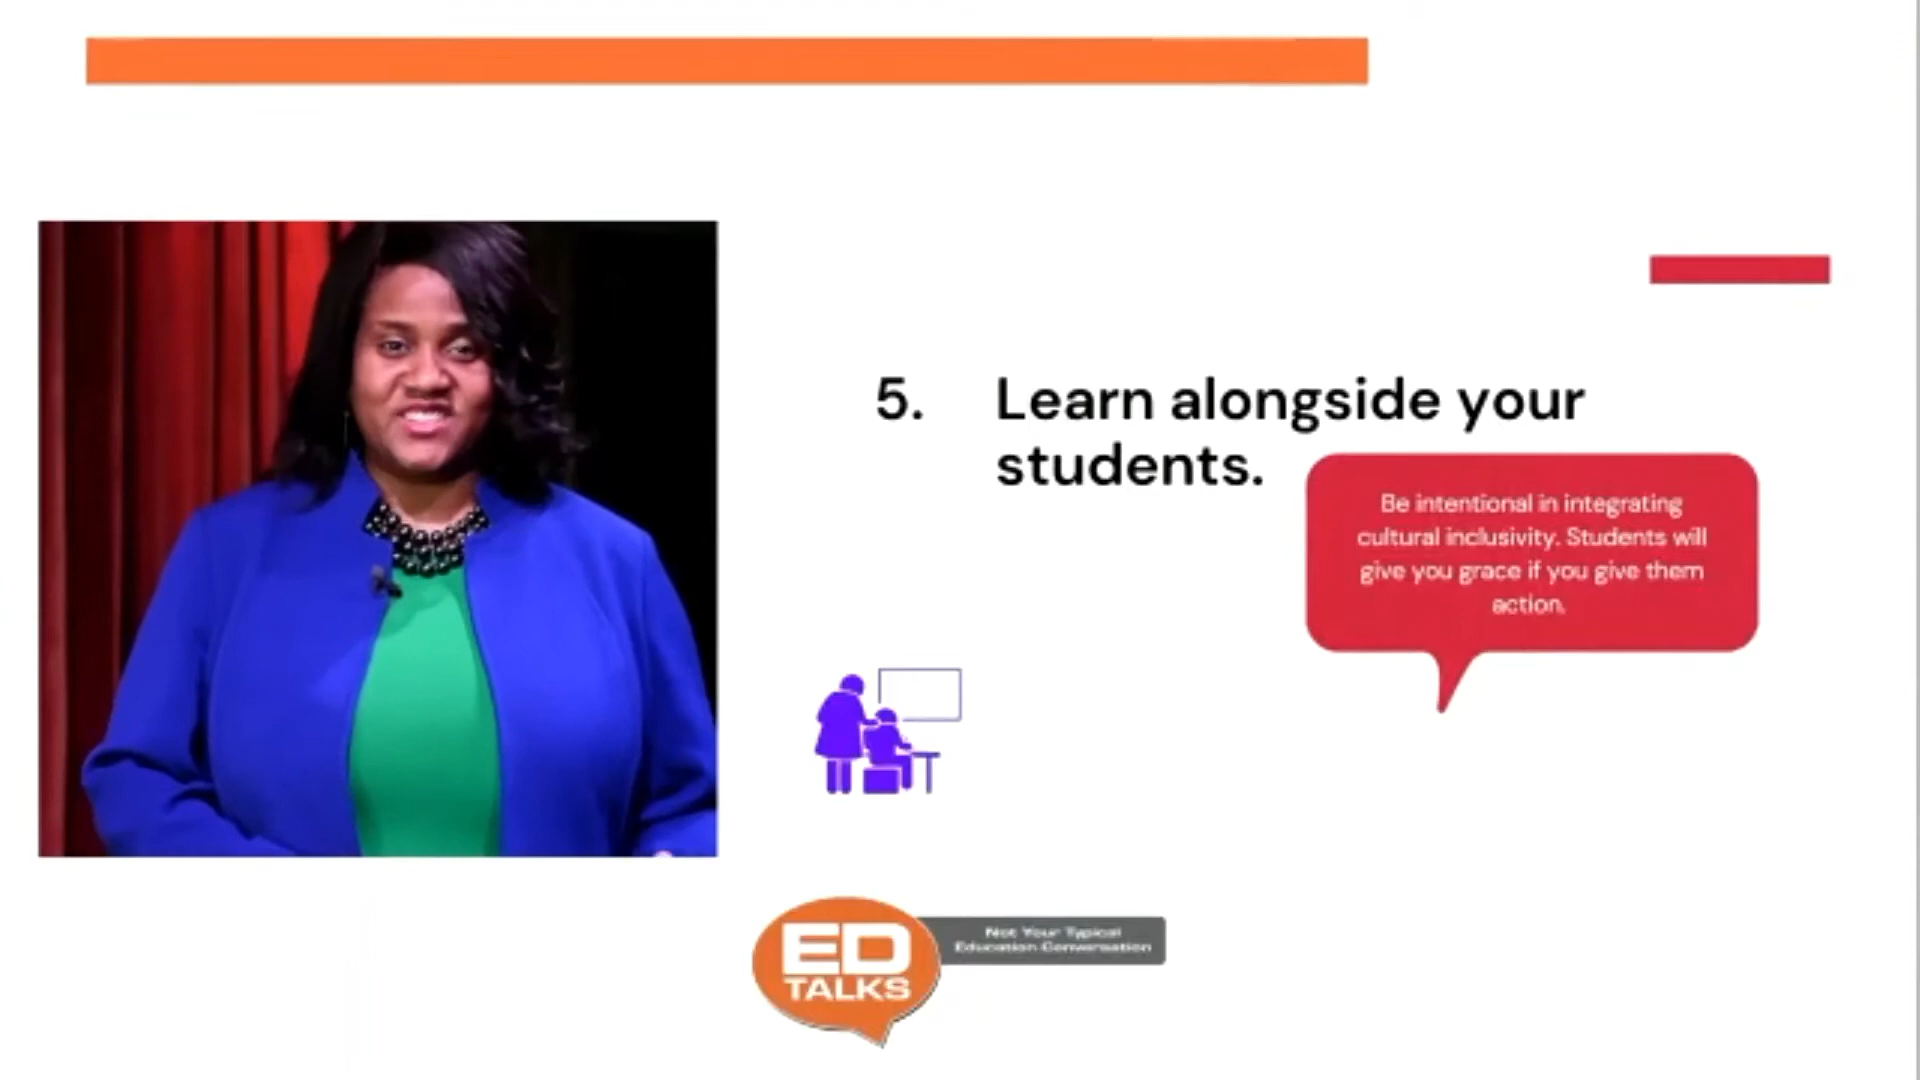 5. Learn alongside your
students.
Be intentional in integrating
cultural inclusivity. Students will
give you grace if you give them
action.
ED
TALKS
Not Your Typical
Education Conversation